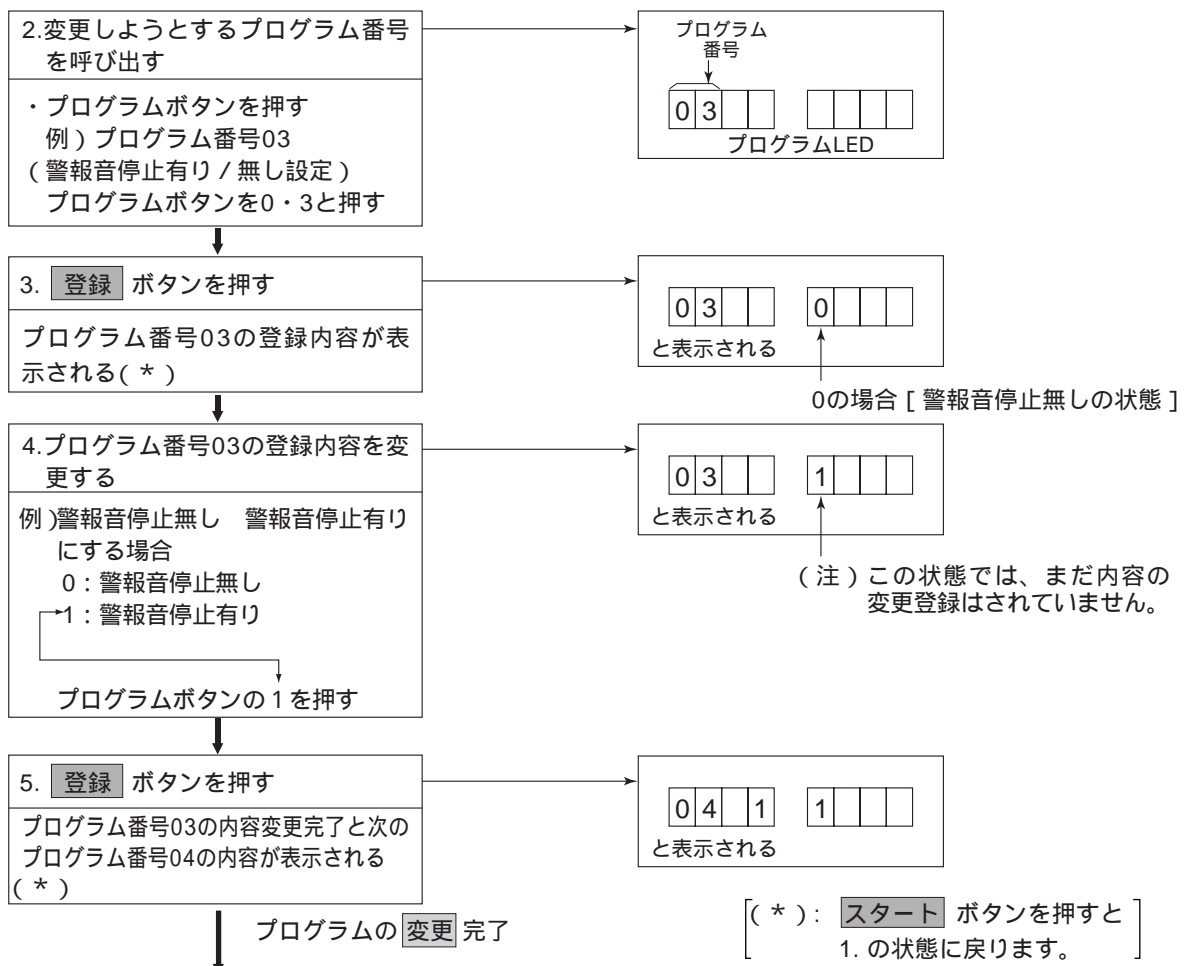 2.変更しようとするプログラム番号
を呼び出す
・プログラムボタンを押す
例）プログラム番号03
（警報音停止有り／無し設定）
プログラムボタンを0・3と押す
プログラム
番号
0 3
プログラムLED
3. 登録 ボタンを押す
プログラム番号03の登録内容が表
示される(＊)
0 3 0
と表示される
0の場合［警報音停止無しの状態］
4.プログラム番号03の登録内容を変
更する
例）警報音停止無し　警報音停止有り
にする場合
0：警報音停止無し
1：警報音停止有り
プログラムボタンの1を押す
0 3 1
と表示される
（注）この状態では、まだ内容の
変更登録はされていません。
5. 登録 ボタンを押す
プログラム番号03の内容変更完了と次の
プログラム番号04の内容が表示される
(＊)
0 4 1 1
と表示される
プログラムの 変更 完了
(＊)： スタート ボタンを押すと
1. の状態に戻ります。